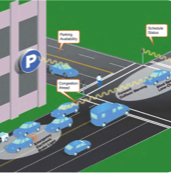 Parking
Availability
Schedule
Status
P
Congestion
Ahead